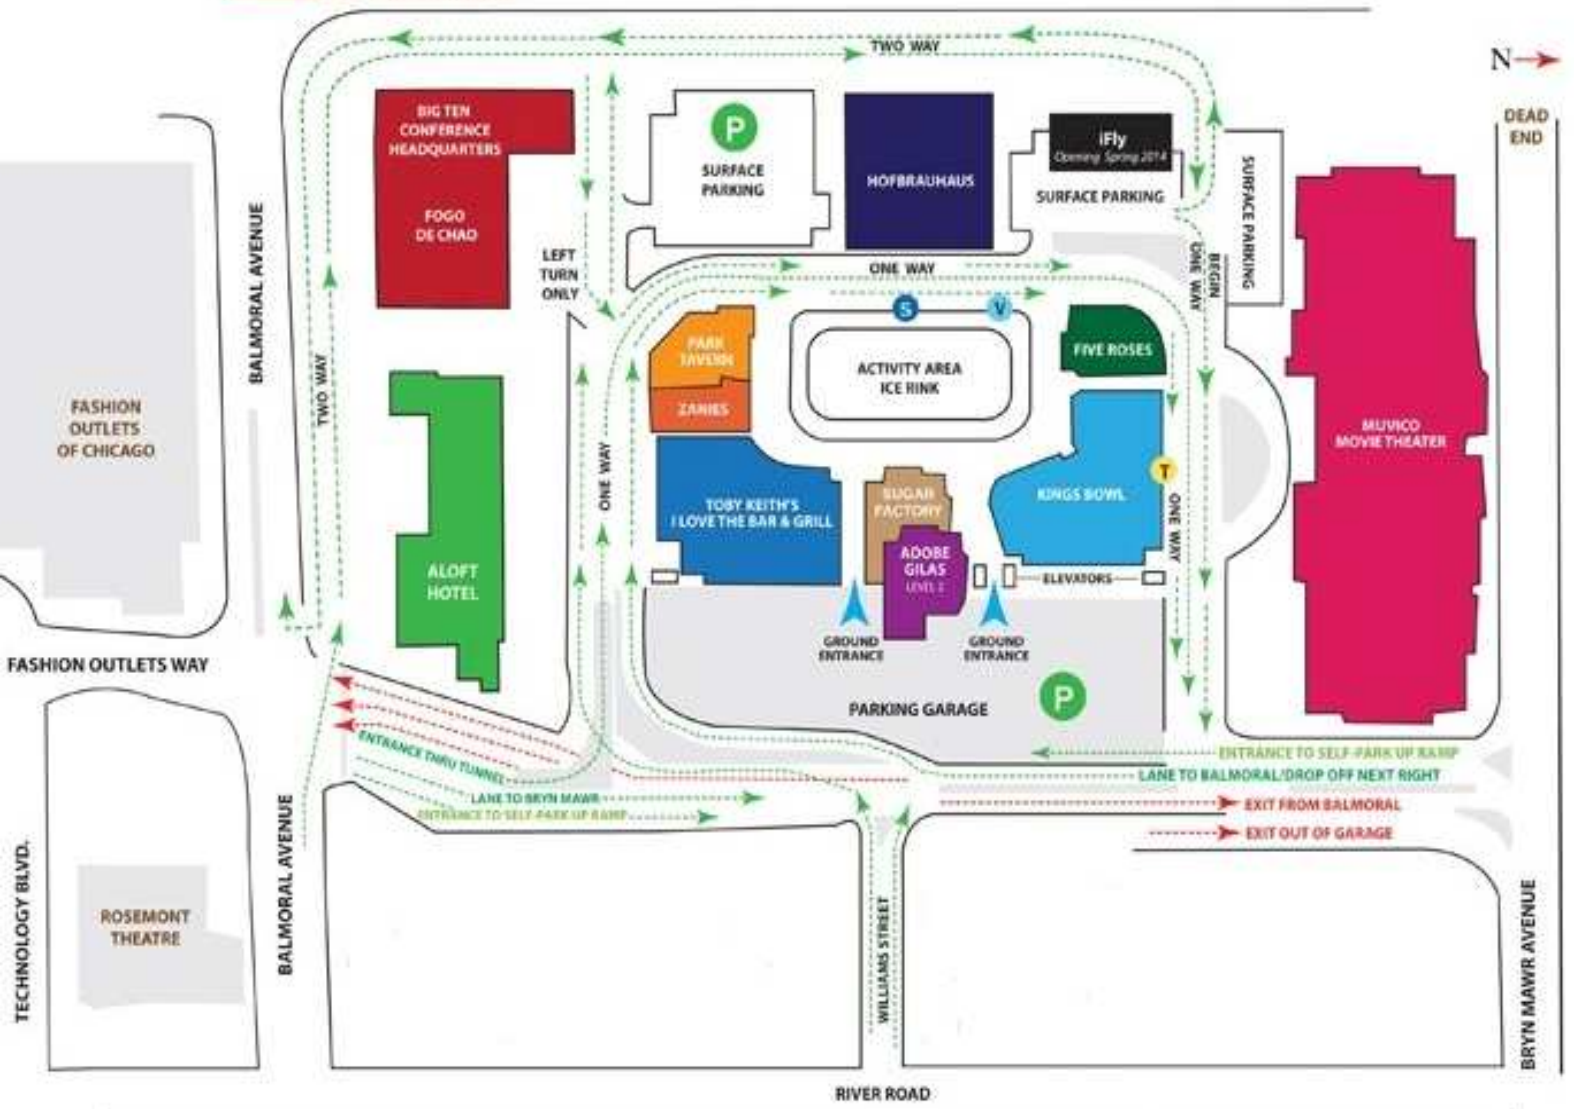 TWO WAY
N
DEAD
END
BIG TEN
CONFERENCE
HEADQUARTERS
FOGO
DE CHAO
P
SURFACE
PARKING
HOFBRAUHAUS
iFly
Opening Spring 2014
SURFACE PARKING
SURFACE PARKING
BALMORAL AVENUE
LEFT
TURN
ONLY
ONE WAY
BEGIN
ONE WAY
S
V
PARK
TAVERN
ZANIES
ACTIVITY AREA
ICE RINK
FIVE ROSES
TWO WAY
FASHION
OUTLETS
OF CHICAGO
MUVICO
MOVIE THEATER
ONE WAY
TOBY KEITH'S
I LOVE THE BAR & GRILL
SUGAR
FACTORY
KINGS BOWL
T
ONE WAY
ALOFT
HOTEL
ADOBE
GILAS
LEVEL 2
ELEVATORS
GROUND
ENTRANCE
GROUND
ENTRANCE
FASHION OUTLETS WAY
PARKING GARAGE
P
ENTRANCE THRU TUNNEL
ENTRANCE TO SELF-PARK UP RAMP
LANE TO BALMORAL/DROP OFF NEXT RIGHT
LANE TO BRYN MAWR
ENTRANCE TO SELF-PARK UP RAMP
EXIT FROM BALMORAL
EXIT OUT OF GARAGE
TECHNOLOGY BLVD.
ROSEMONT
THEATRE
BALMORAL AVENUE
WILLIAMS STREET
BRYN MAWR AVENUE
RIVER ROAD